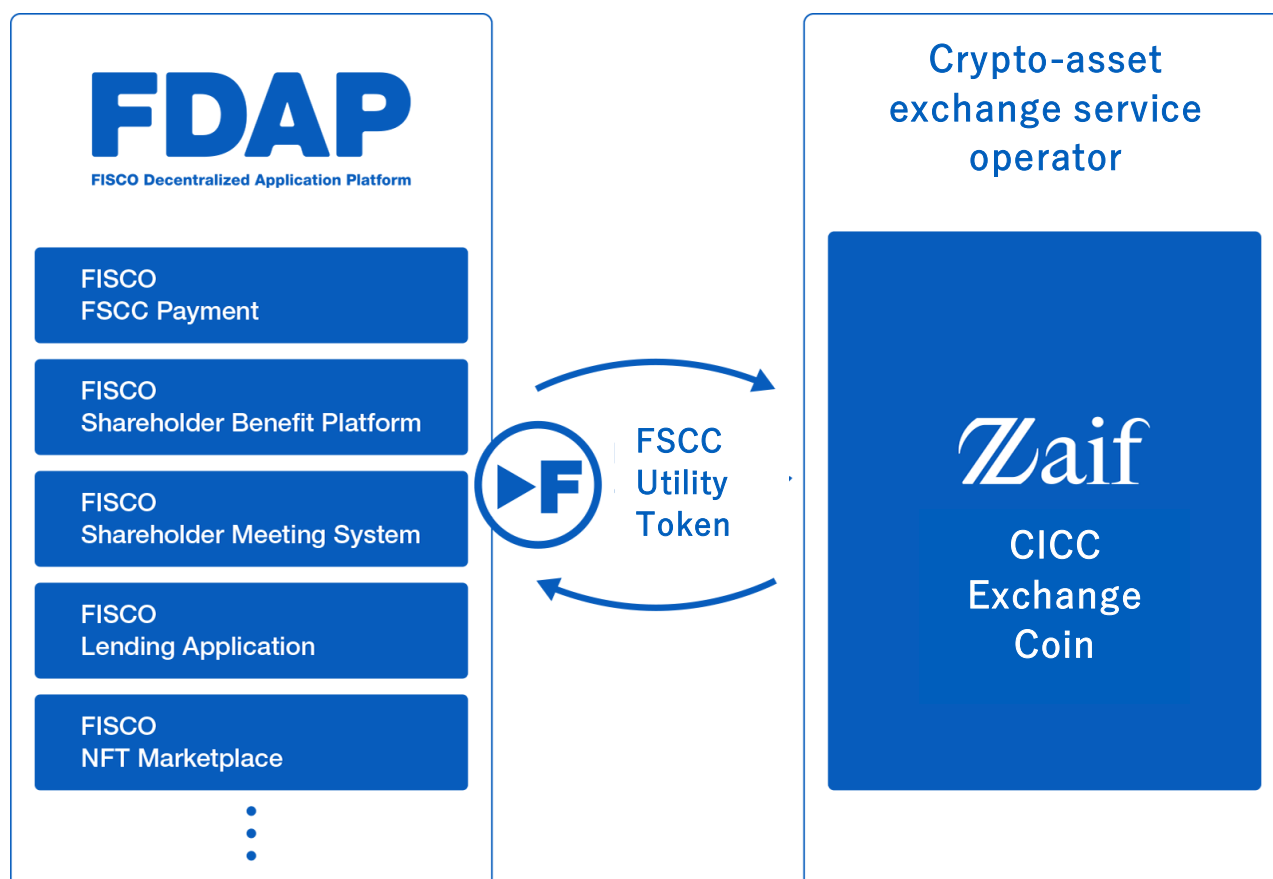 FDAP
FISCO Decentralized Application Platform
FISCO
FSCC Payment
FISCO
Shareholder Benefit Platform
FISCO
Shareholder Meeting System
FISCO
Lending Application
FISCO
NFT Marketplace
F
FSCC
Utility
Token
Crypto-asset
exchange service
operator
Zaif
CICC
Exchange
Coin